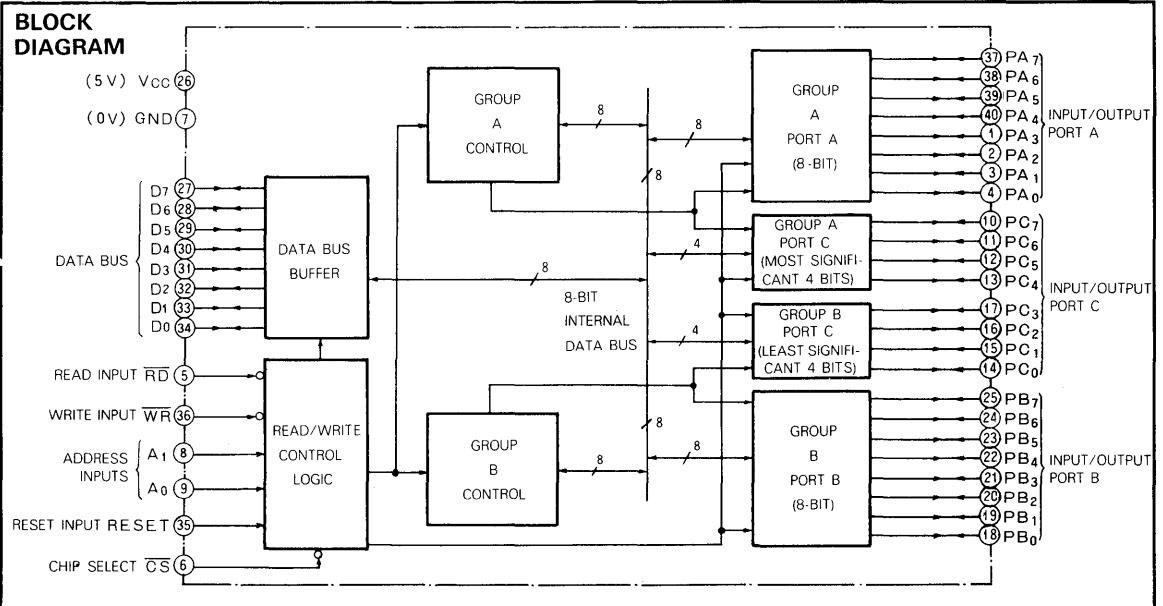 BLOCK
DIAGRAM
(5V) VCC 26
(0V) GND 7
D7 27
D6 28
D5 29
D4 30
D3 31
D2 32
D1 33
D0 34
DATA BUS
READ INPUT R̅D̅ 5
WRITE INPUT W̅R̅ 36
ADDRESS
INPUTS
A1 8
A0 9
RESET INPUT RESET 35
CHIP SELECT C̅S̅ 6
DATA BUS
BUFFER
READ/WRITE
CONTROL
LOGIC
GROUP
A
CONTROL
GROUP
B
CONTROL
8
8
8
8
8-BIT
INTERNAL
DATA BUS
4
4
8
8
8
GROUP
A
PORT A
(8-BIT)
GROUP A
PORT C
(MOST SIGNIFI-
CANT 4 BITS)
GROUP B
PORT C
(LEAST SIGNIFI-
CANT 4 BITS)
GROUP
B
PORT B
(8-BIT)
37 PA7
38 PA6
39 PA5
40 PA4
1 PA3
2 PA2
3 PA1
4 PA0
INPUT/OUTPUT
PORT A
10 PC7
11 PC6
12 PC5
13 PC4
17 PC3
16 PC2
15 PC1
14 PC0
INPUT/OUTPUT
PORT C
25 PB7
24 PB6
23 PB5
22 PB4
21 PB3
20 PB2
19 PB1
18 PB0
INPUT/OUTPUT
PORT B